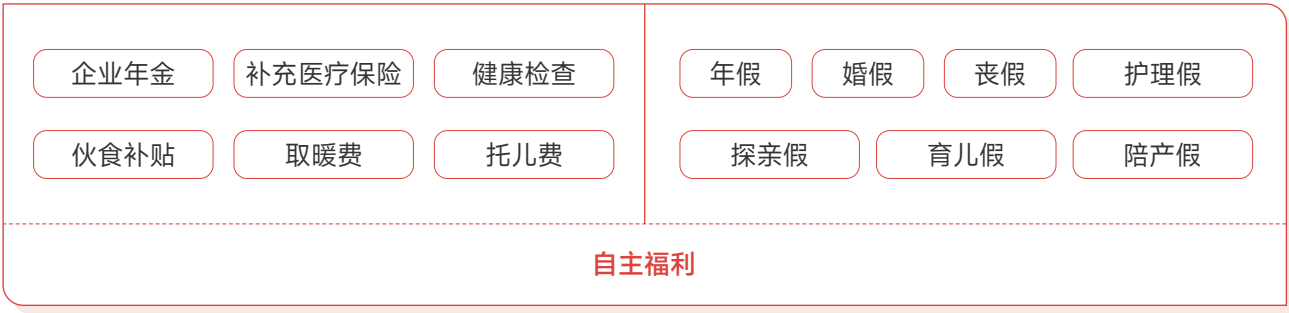 企业年金
补充医疗保险
健康检查
伙食补贴
取暖费
托儿费
年假
婚假
丧假
护理假
探亲假
育儿假
陪产假
自主福利